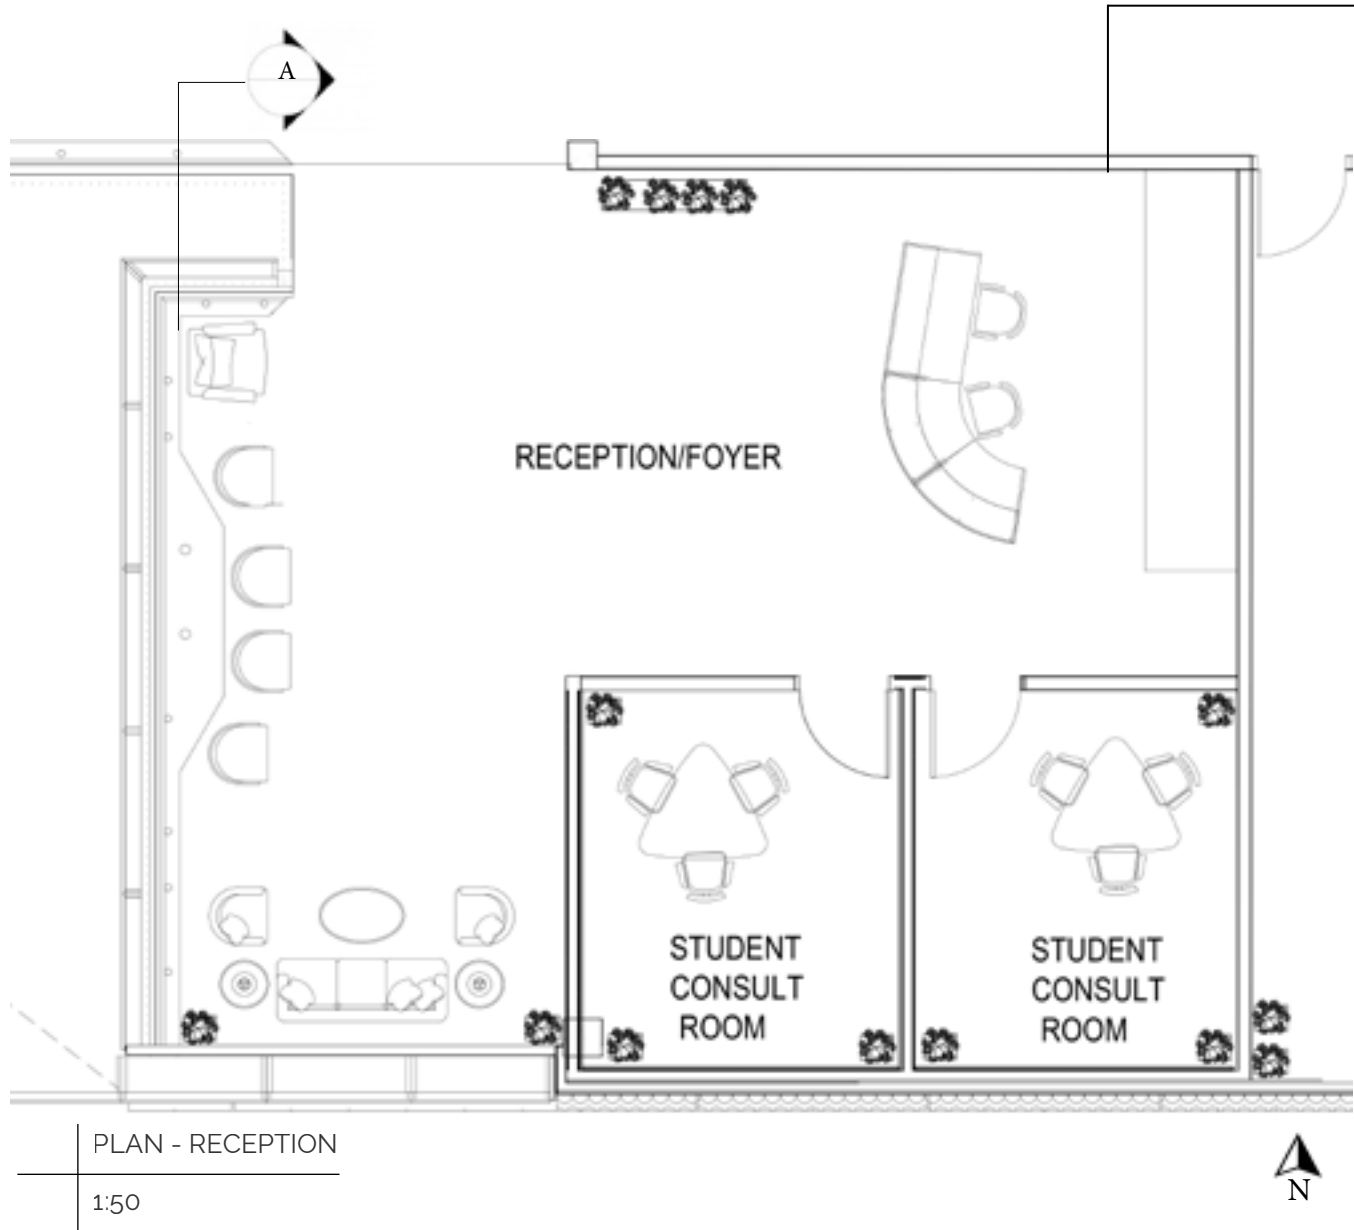 A
RECEPTION/FOYER
STUDENT
CONSULT
ROOM
STUDENT
CONSULT
ROOM
PLAN - RECEPTION
1:50
N